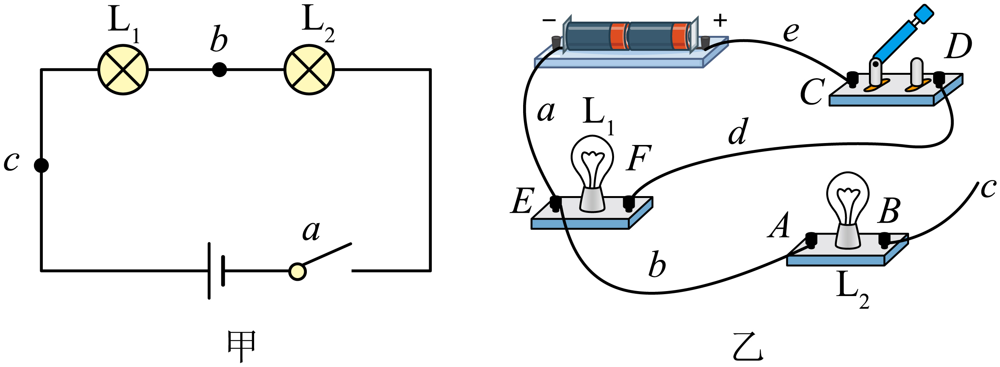 L₁
b
L₂
c
a
甲
−
+
e
D
C
a
L₁
d
F
E
c
B
A
b
L₂
乙